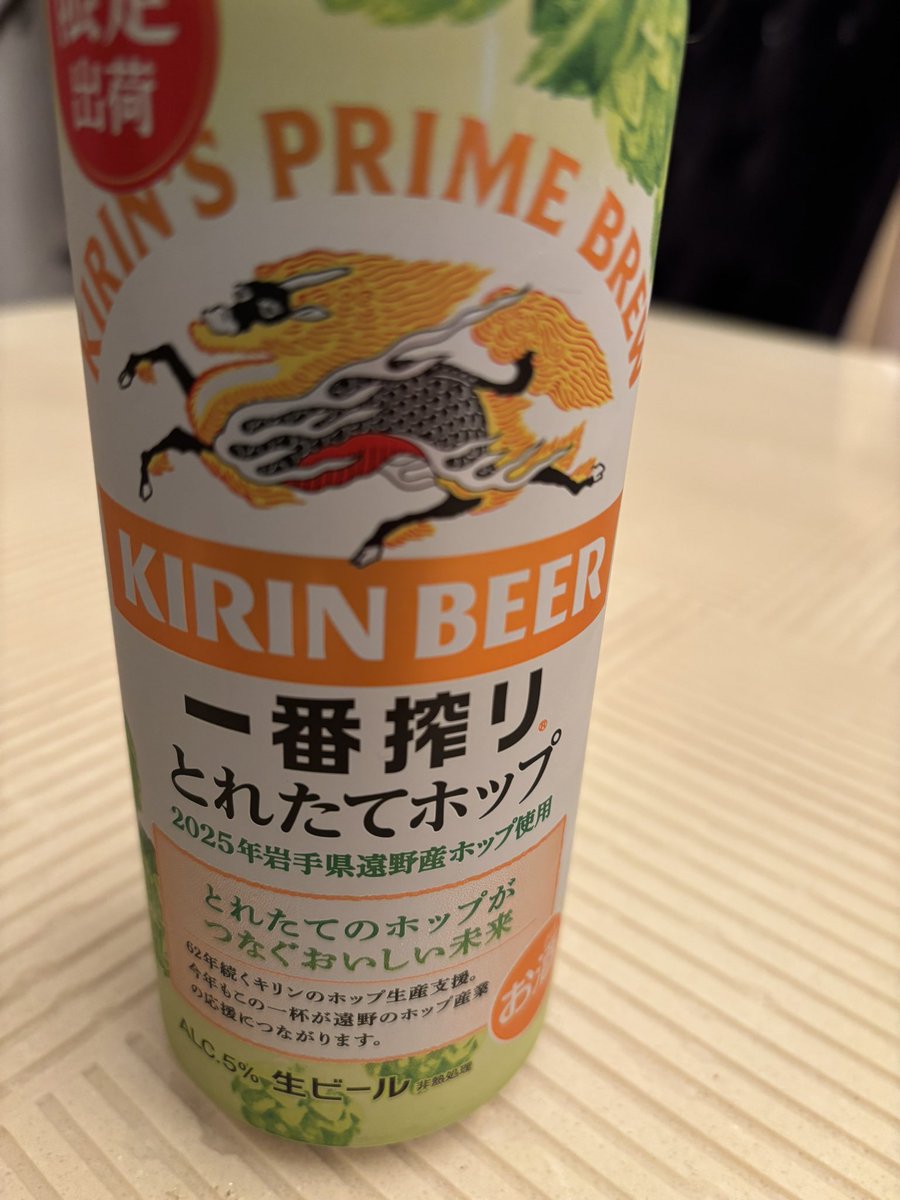 限定
出荷
KIRIN'S PRIME BREW
KIRIN BEER
一番搾り®
とれたてホップ
2025年岩手県遠野産ホップ使用
とれたてのホップが
つなぐおいしい未来
62年続くキリンのホップ生産支援。
今年もこの一杯が遠野のホップ産業
の応援につながります。
お酒
ALC.5% 生ビール 非熱処理